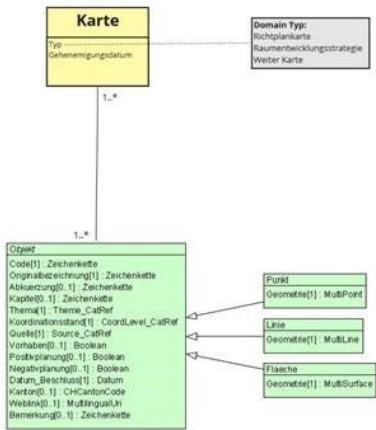 Karte
Typ
Gehenemigungsdatum
Domain Typ:
Richtplankarte
Raumentwicklungsstrategie
Weiter Karte
1..*
1..*
Objekt
Code[1] : Zeichenkette
Originalbezeichnung[1] : Zeichenkette
Abkuerzung[0..1] : Zeichenkette
Kapitel[0..1] : Zeichenkette
Thema[1] : Theme_CatRef
Koordinationsstand[1] : CoordLevel_CatRef
Quelle[1] : Source_CatRef
Vorhaben[0..1] : Boolean
Positivplanung[0..1] : Boolean
Negativplanung[0..1] : Boolean
Datum_Beschluss[1] : Datum
Kanton[0..1] : CHCantonCode
Weblink[0..1] : MultilingualUri
Bemerkung[0..1] : Zeichenkette
Punkt
Geometrie[1] : MultiPoint
Linie
Geometrie[1] : MultiLine
Flaeche
Geometrie[1] : MultiSurface